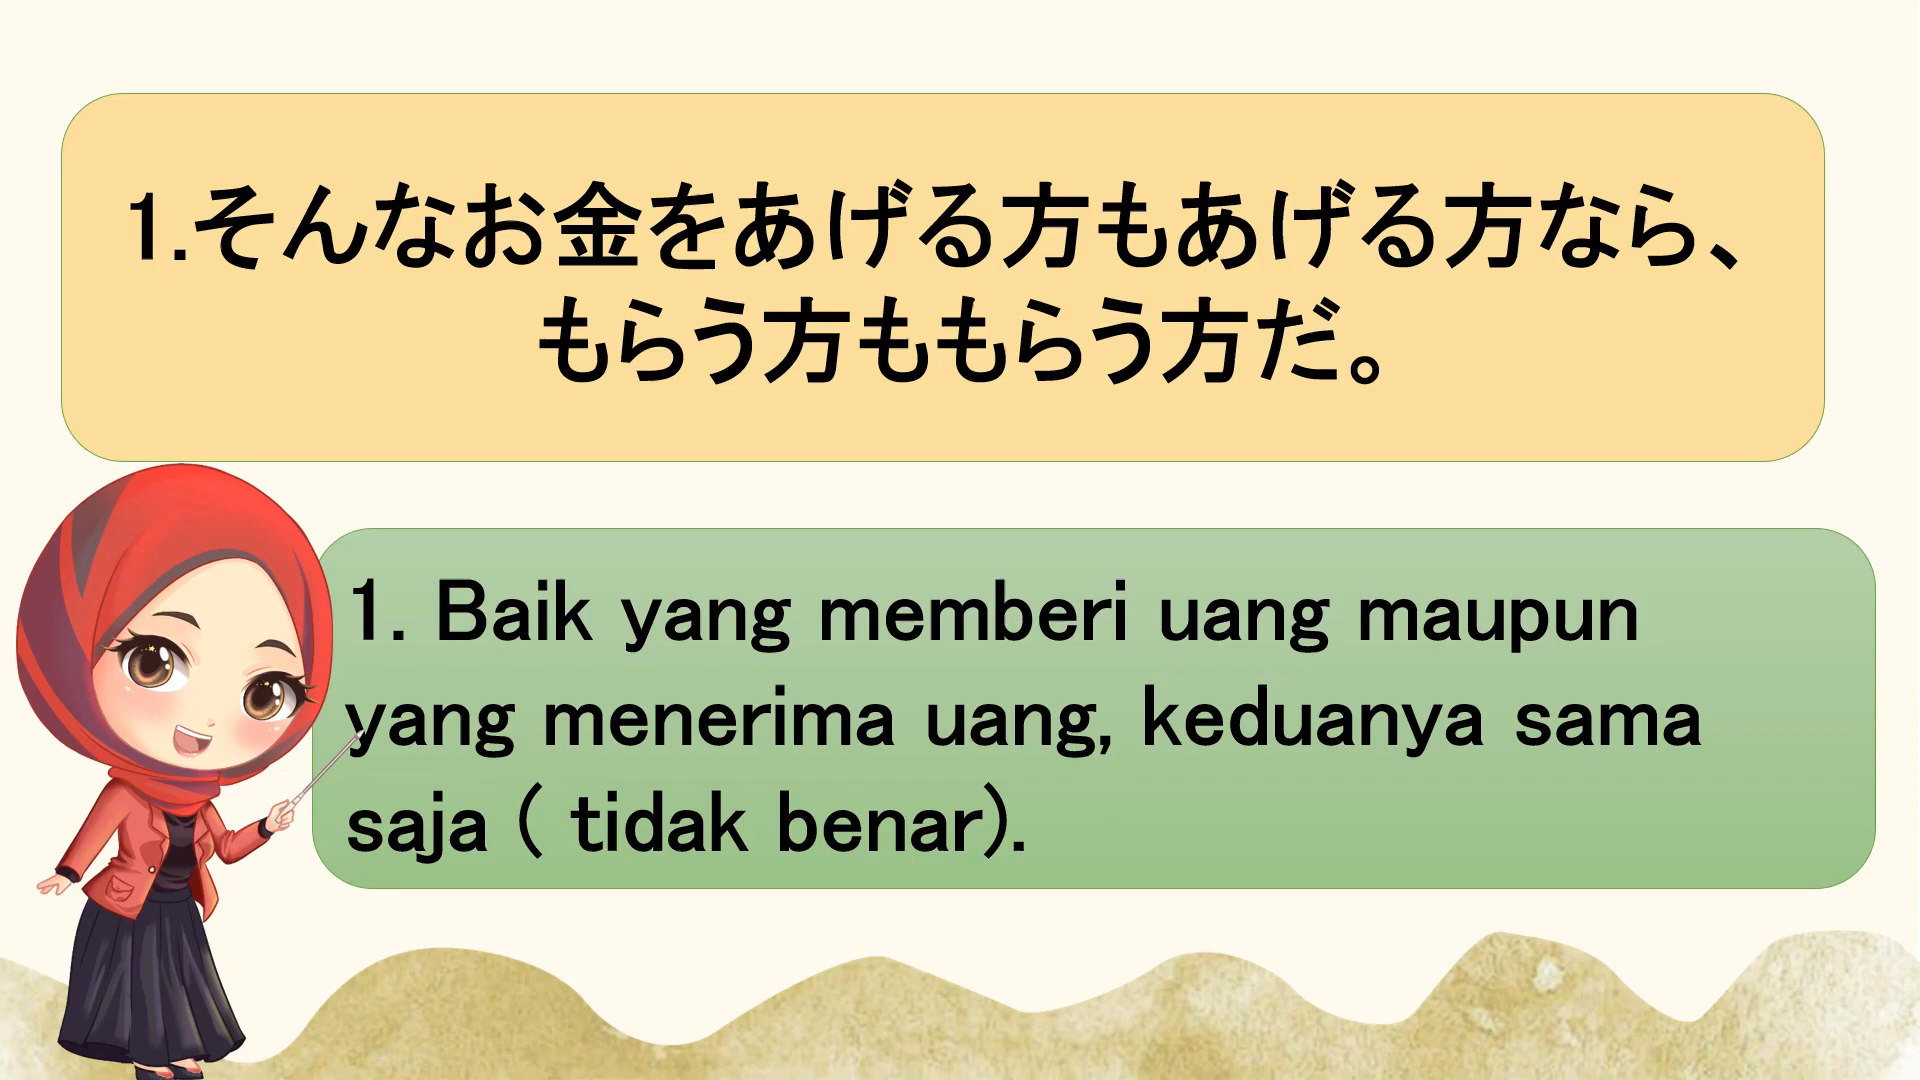 1.そんなお金をあげる方もあげる方なら、
もらう方ももらう方だ。
1. Baik yang memberi uang maupun
yang menerima uang, keduanya sama
saja ( tidak benar).